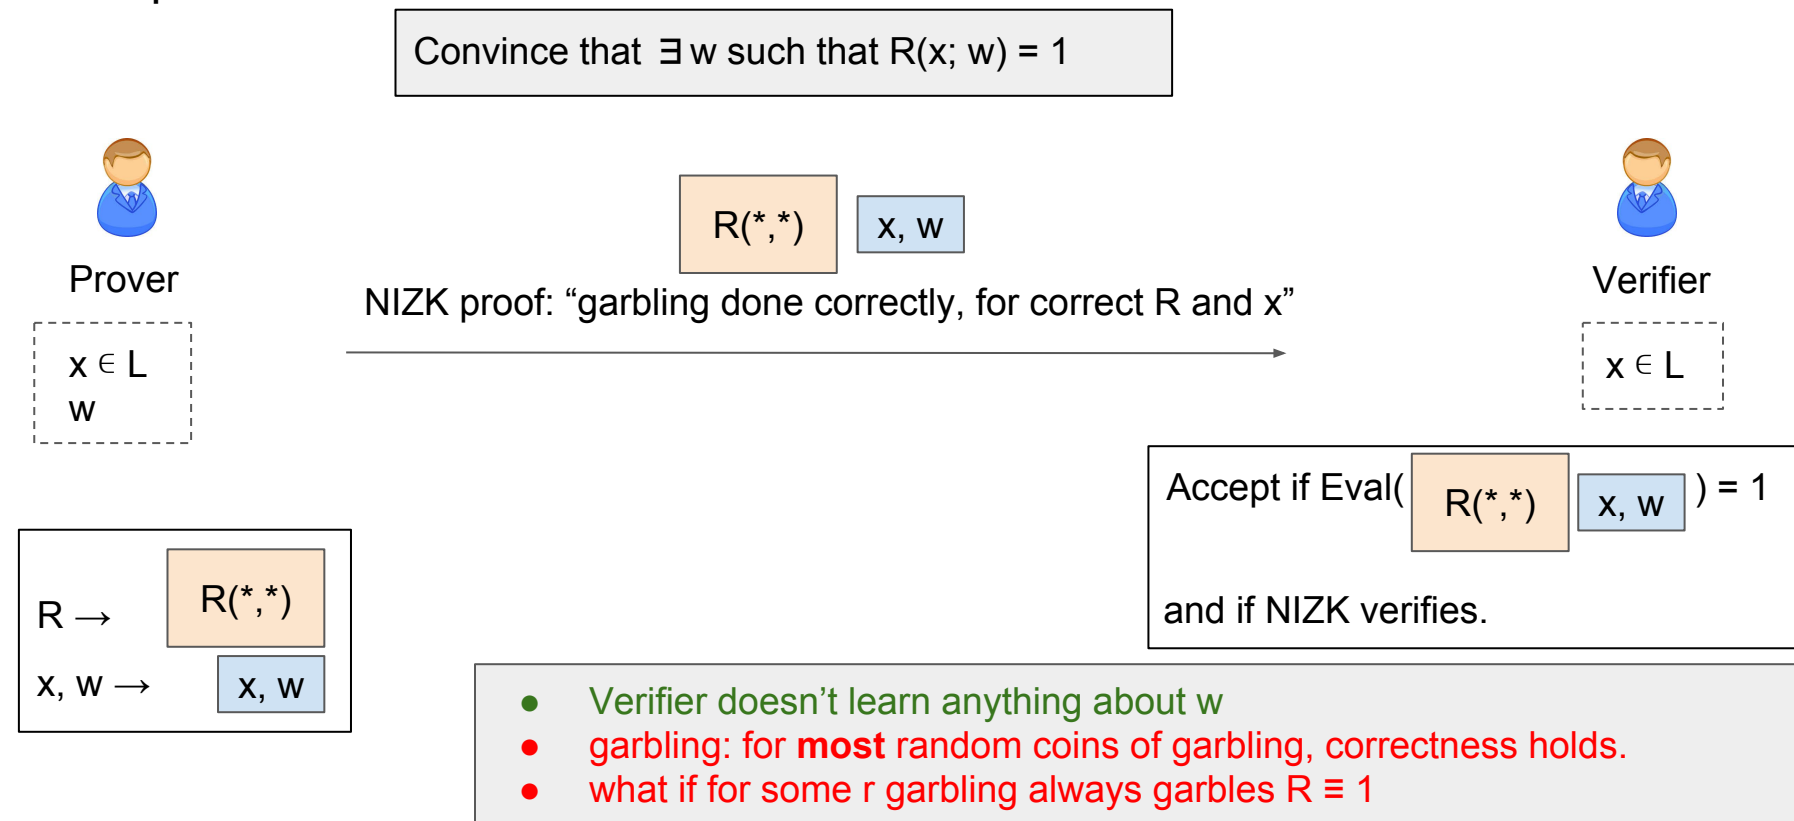 Convince that ∃ w such that R(x; w) = 1
R(*,*)
x, w
Prover
Verifier
NIZK proof: “garbling done correctly, for correct R and x”
x ∈ L
w
x ∈ L
Accept if Eval( R(*,*) x, w ) = 1
and if NIZK verifies.
R → R(*,*)
x, w → x, w
● Verifier doesn’t learn anything about w
● garbling: for most random coins of garbling, correctness holds.
● what if for some r garbling always garbles R ≡ 1